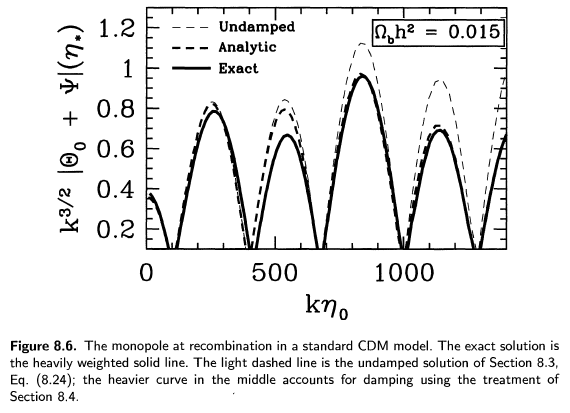 1.2
1
0.8
0.6
0.4
0.2
k³ᐟ² |Θ₀ + Ψ|(η*)
Undamped
Analytic
Exact
Ω_b h² = 0.015
0 500 1000
kη₀
Figure 8.6. The monopole at recombination in a standard CDM model. The exact solution is
the heavily weighted solid line. The light dashed line is the undamped solution of Section 8.3,
Eq. (8.24); the heavier curve in the middle accounts for damping using the treatment of
Section 8.4.